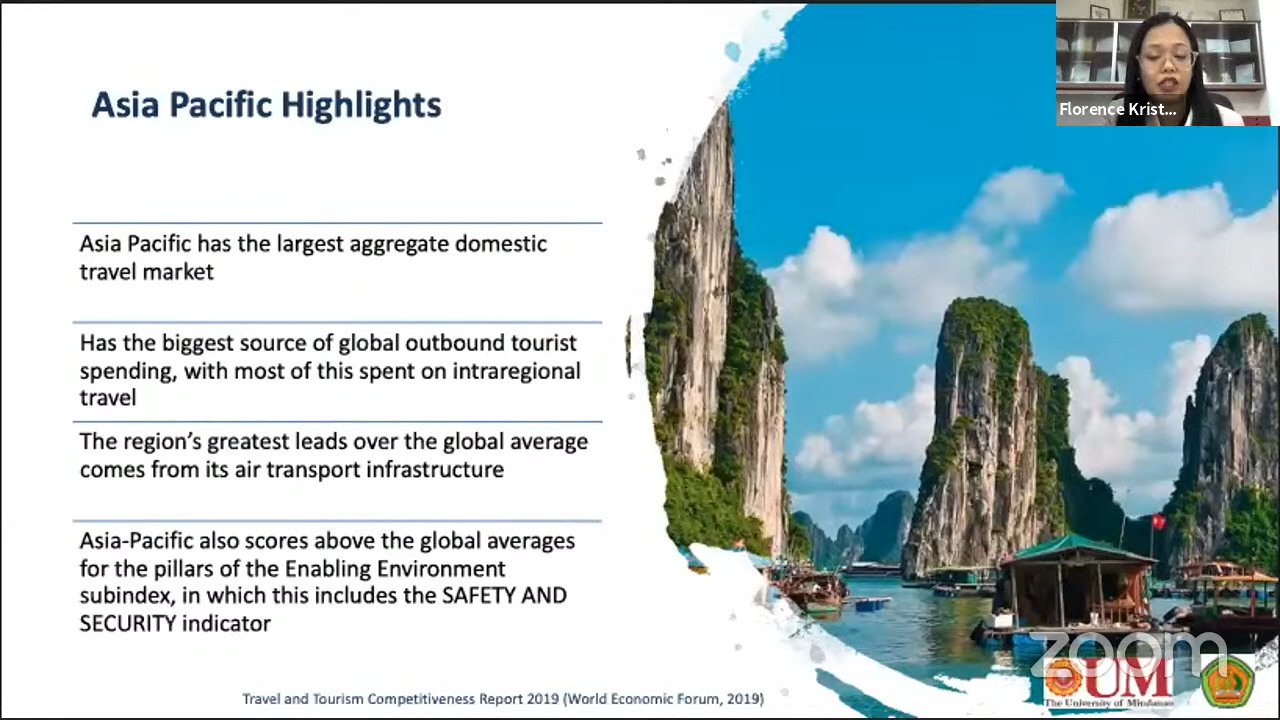 Florence Krist...
Asia Pacific Highlights
Asia Pacific has the largest aggregate domestic
travel market
Has the biggest source of global outbound tourist
spending, with most of this spent on intraregional
travel
The region's greatest leads over the global average
comes from its air transport infrastructure
Asia-Pacific also scores above the global averages
for the pillars of the Enabling Environment
subindex, in which this includes the SAFETY AND
SECURITY indicator
Travel and Tourism Competitiveness Report 2019 (World Economic Forum, 2019)
zoom
UM
The University of Mindanao